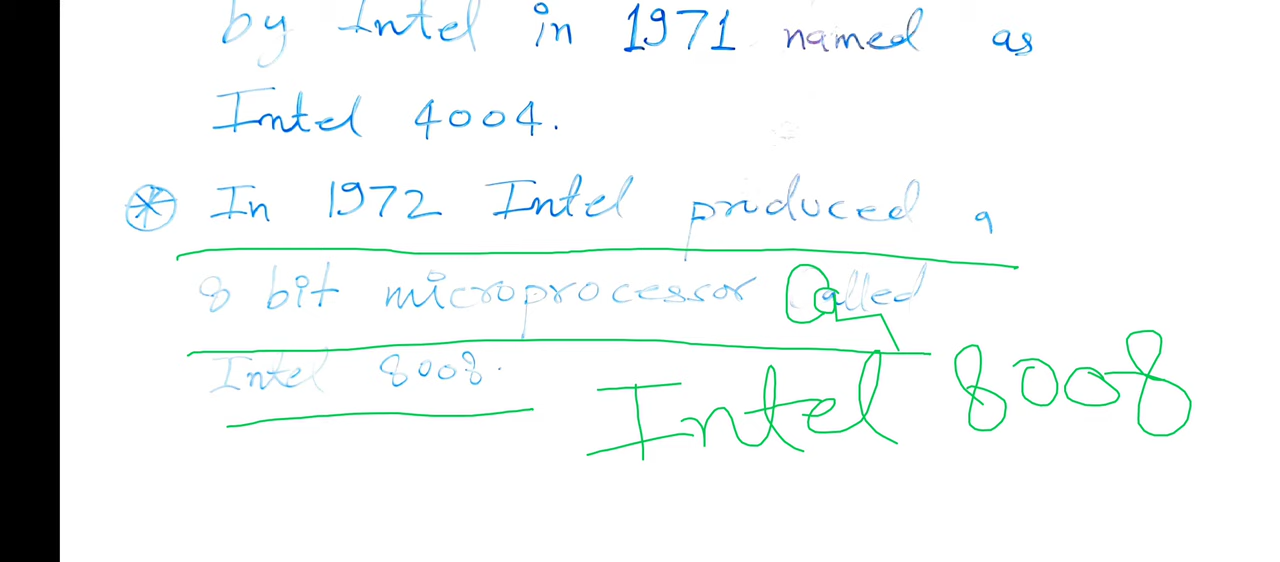 by Intel in 1971 named as
Intel 4004.
In 1972 Intel produced a
8 bit microprocessor Called
Intel 8008.
Intel 8008